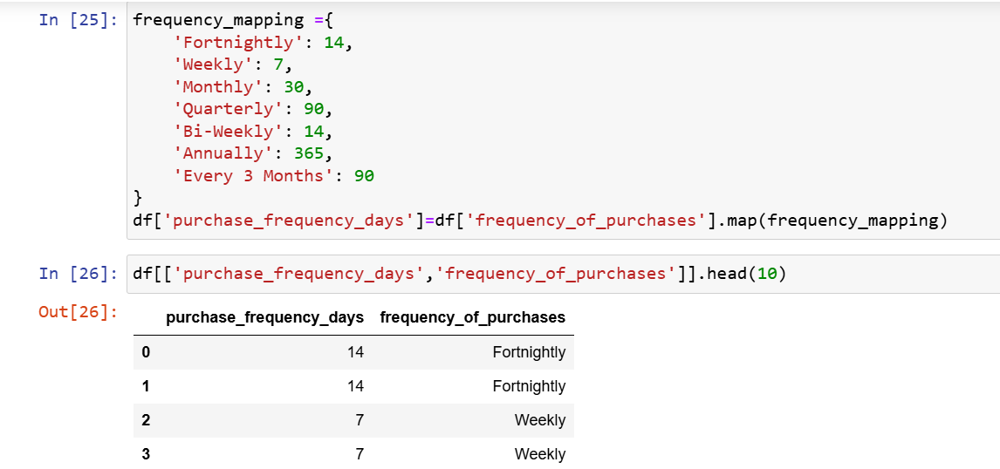 In [25]: frequency_mapping ={
'Fortnightly': 14,
'Weekly': 7,
'Monthly': 30,
'Quarterly': 90,
'Bi-Weekly': 14,
'Annually': 365,
'Every 3 Months': 90
}
df['purchase_frequency_days']=df['frequency_of_purchases'].map(frequency_mapping)
In [26]: df[['purchase_frequency_days','frequency_of_purchases']].head(10)
Out[26]:
purchase_frequency_days frequency_of_purchases
0 14 Fortnightly
1 14 Fortnightly
2 7 Weekly
3 7 Weekly